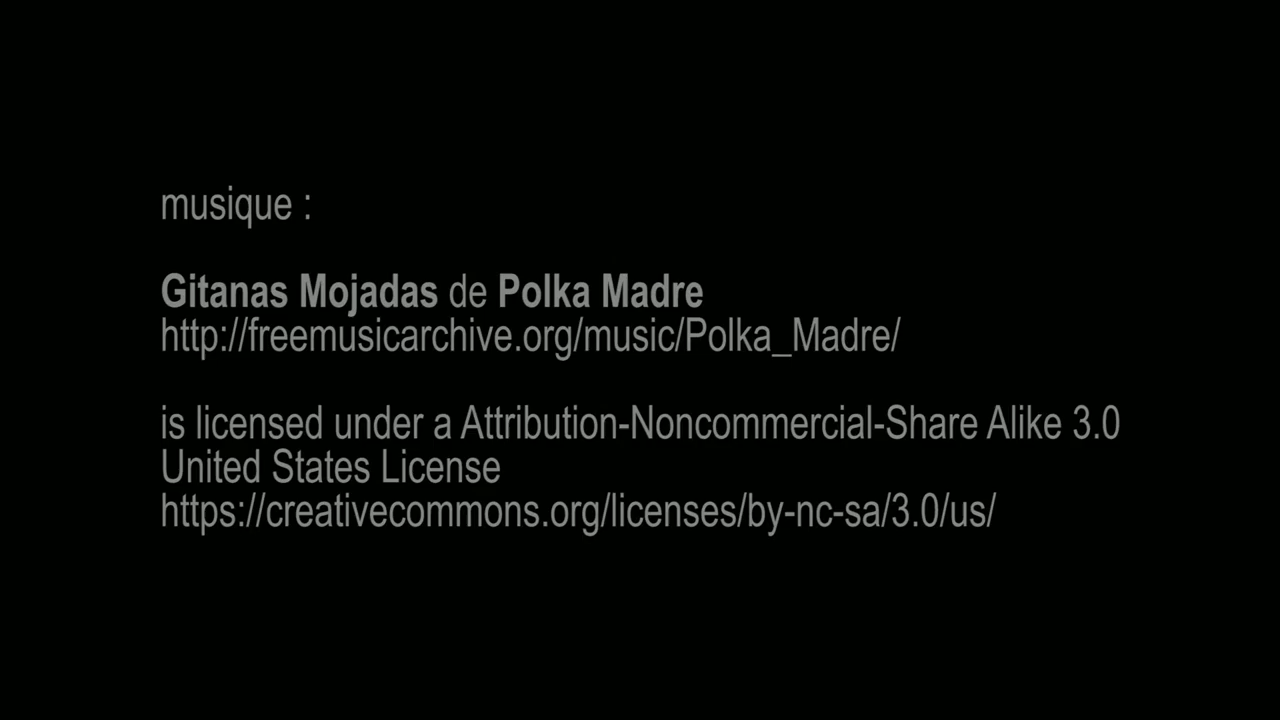 musique :
Gitanas Mojadas de Polka Madre
http://freemusicarchive.org/music/Polka_Madre/
is licensed under a Attribution-Noncommercial-Share Alike 3.0
United States License
https://creativecommons.org/licenses/by-nc-sa/3.0/us/